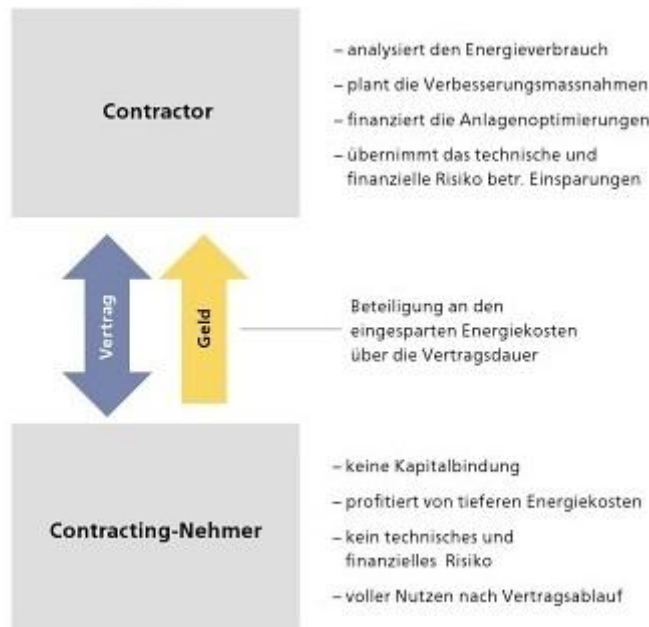 Contractor
– analysiert den Energieverbrauch
– plant die Verbesserungsmassnahmen
– finanziert die Anlagenoptimierungen
– übernimmt das technische und
finanzielle Risiko betr. Einsparungen
Vertrag
Geld
Beteiligung an den
eingesparten Energiekosten
über die Vertragsdauer
Contracting-Nehmer
– keine Kapitalbindung
– profitiert von tieferen Energiekosten
– kein technisches und
finanzielles Risiko
– voller Nutzen nach Vertragsablauf